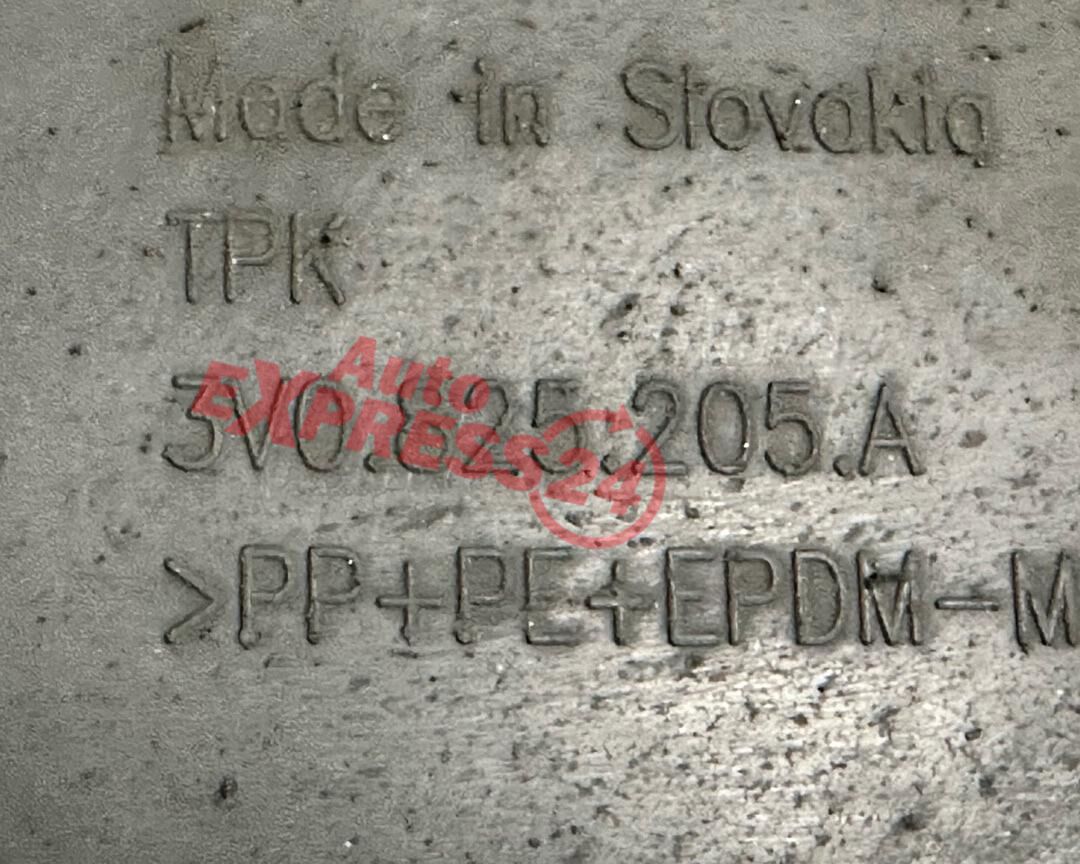 Made in Slovakia
TPK
3V0.825.205.A
>PP+PE+EPDM-M
Auto
EXPRESS24